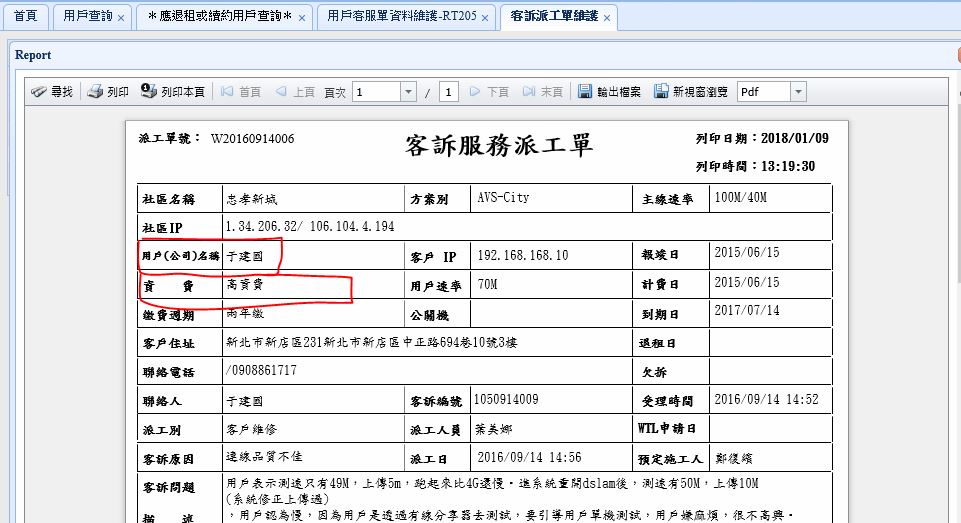 首頁 用戶查詢 × *應退租或續約用戶查詢* × 用戶客服單資料維護-RT205 × 客訴派工單維護 ×
Report
尋找 列印 列印本頁 首頁 上頁 頁次 1 / 1 下頁 末頁 輸出檔案 新視窗瀏覽 Pdf
派工單號： W20160914006 客訴服務派工單 列印日期：2018/01/09
列印時間：13:19:30
社區名稱 忠孝新城 方案別 AVS-City 主線速率 100M/40M
社區IP 1.34.206.32/ 106.104.4.194
用戶(公司)名稱 于建國 客戶 IP 192.168.168.10 報竣日 2015/06/15
資 費 高資費 用戶速率 70M 計費日 2015/06/15
繳費週期 兩年繳 公關機 到期日 2017/07/14
客戶住址 新北市新店區231新北市新店區中正路694巷10號3樓 退租日
聯絡電話 /0908861717 欠拆
聯絡人 于建國 客訴編號 1050914009 受理時間 2016/09/14 14:52
派工別 客戶維修 派工人員 葉美娜 WTL申請日
客訴原因 連線品質不佳 派工日 2016/09/14 14:56 預定施工人 鄭復繽
客訴問題 用戶表示測速只有49M，上傳5m，跑起來比4G還慢。進系統重開dslam後，測速有50M，上傳10M
(系統修正上傳過)
描 述 ，用戶認為慢，因為用戶是透過有線分享器去測試，要引導用戶單機測試，用戶嫌麻煩，很不高興。